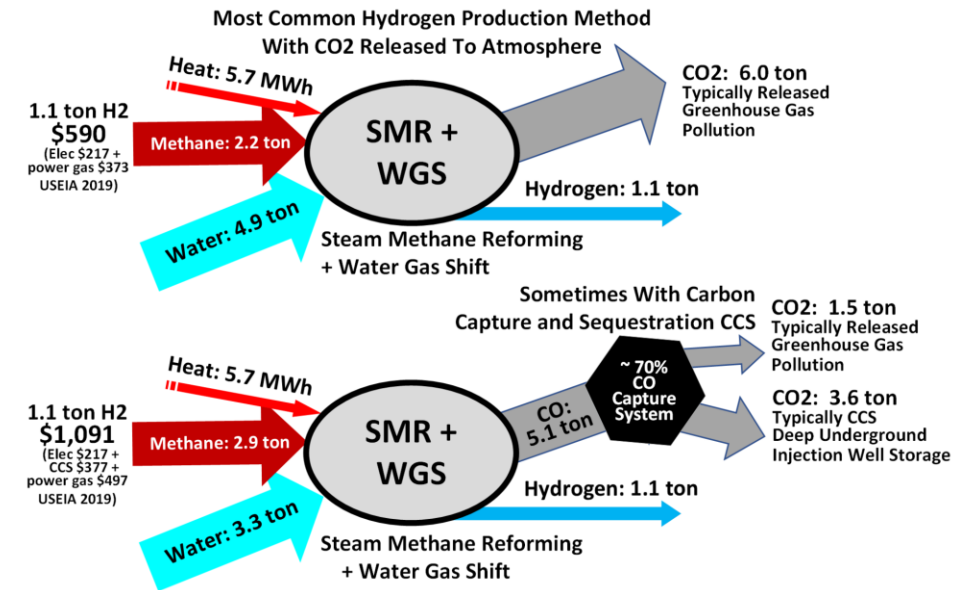 Most Common Hydrogen Production Method
With CO2 Released To Atmosphere
Heat: 5.7 MWh
1.1 ton H2
$590
(Elec $217 +
power gas $373
USEIA 2019)
Methane: 2.2 ton
Water: 4.9 ton
SMR +
WGS
CO2:  6.0 ton
Typically Released
Greenhouse Gas
Pollution
Hydrogen: 1.1 ton
Steam Methane Reforming
+ Water Gas Shift
Sometimes With Carbon
Capture and Sequestration CCS
Heat: 5.7 MWh
1.1 ton H2
$1,091
(Elec $217 +
CCS $377 +
power gas $497
USEIA 2019)
Methane: 2.9 ton
Water: 3.3 ton
SMR +
WGS
CO:
5.1 ton
~ 70%
CO
Capture
System
CO2:  1.5 ton
Typically Released
Greenhouse Gas
Pollution
CO2: 3.6 ton
Typically CCS
Deep Underground
Injection Well Storage
Hydrogen: 1.1 ton
Steam Methane Reforming
+ Water Gas Shift